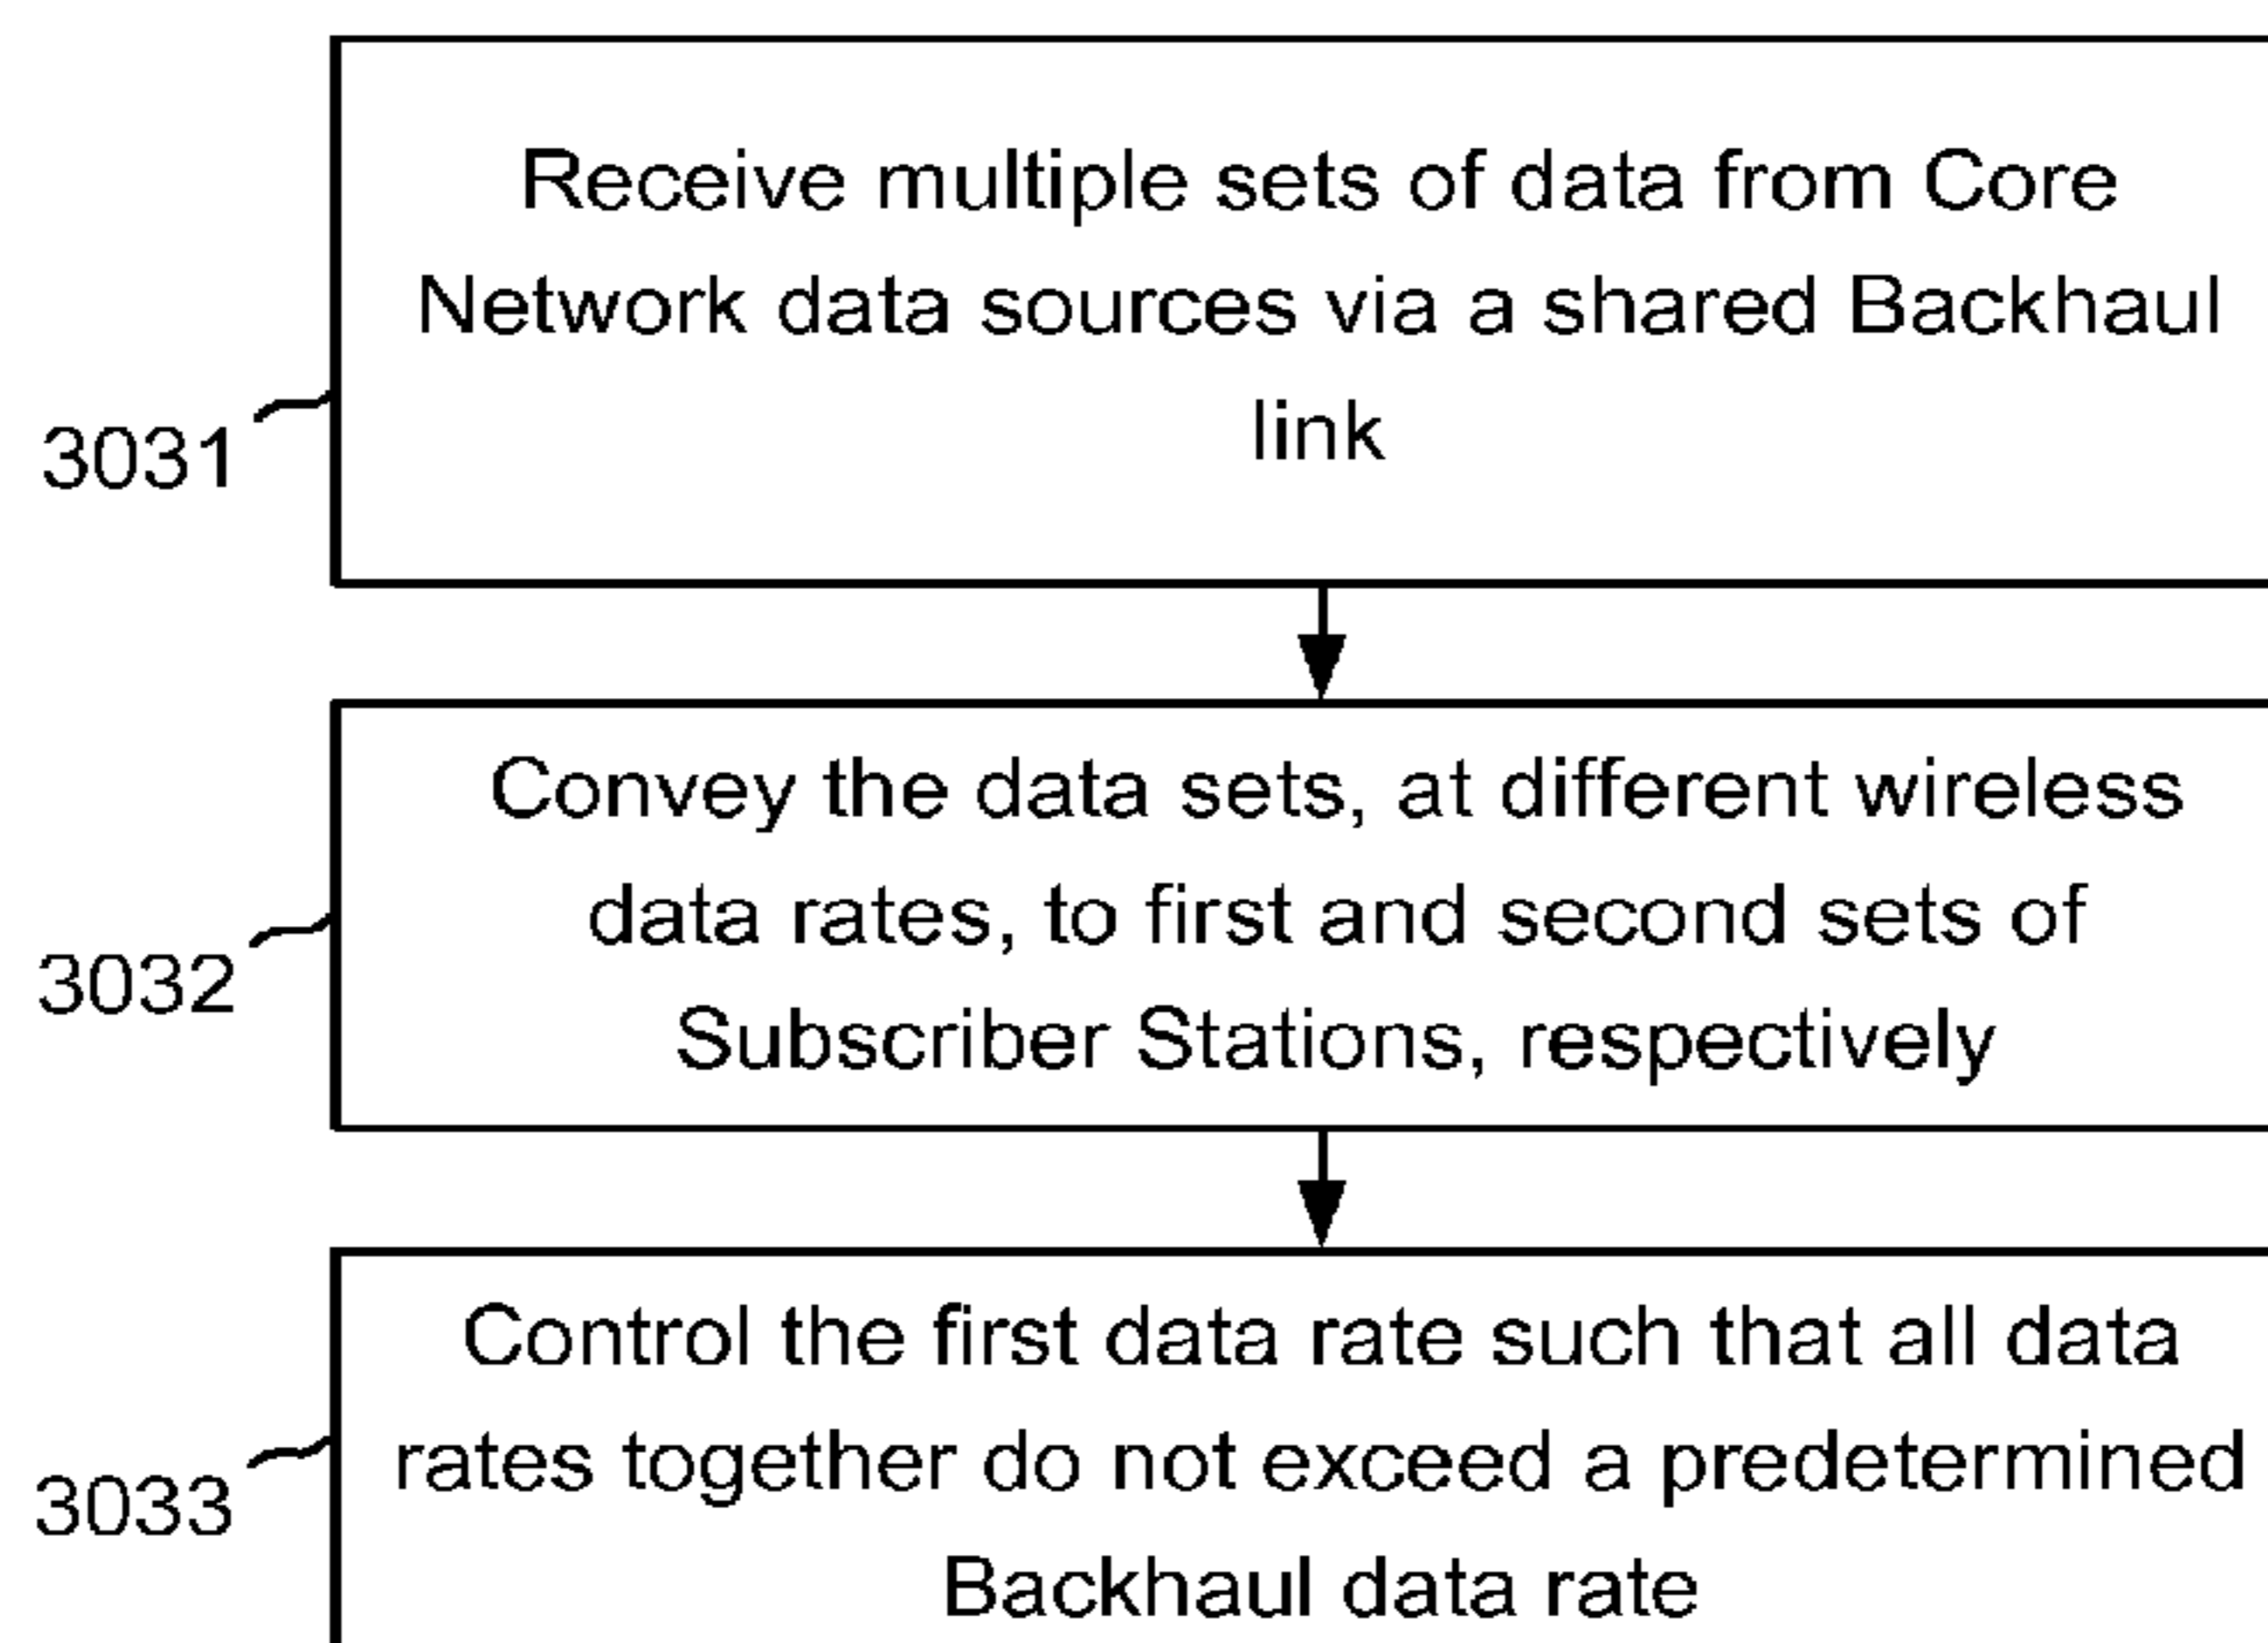 Receive multiple sets of data from Core
Network data sources via a shared Backhaul
link
3031
Convey the data sets, at different wireless
data rates, to first and second sets of
Subscriber Stations, respectively
3032
Control the first data rate such that all data
rates together do not exceed a predetermined
Backhaul data rate
3033